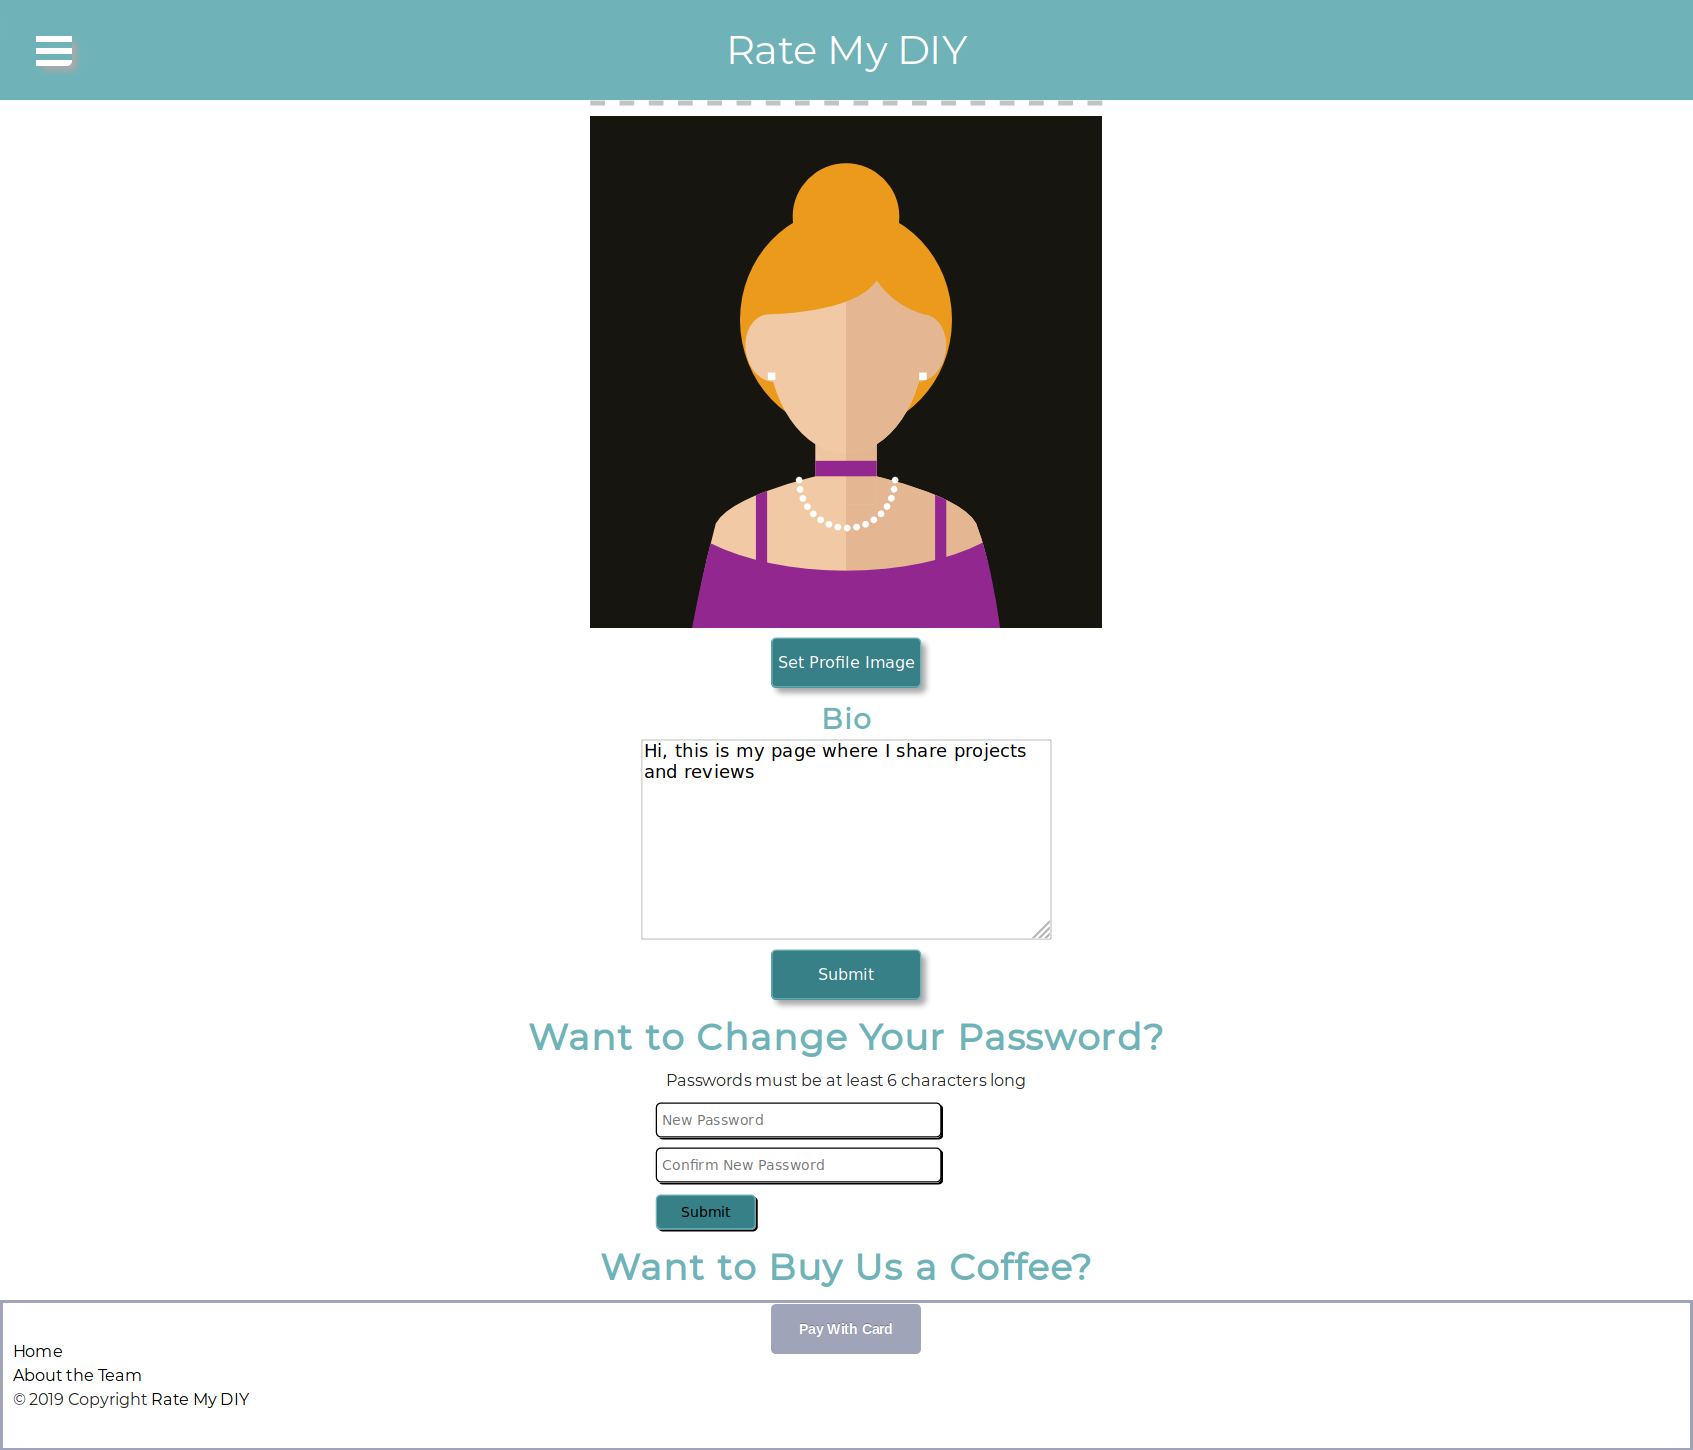 Rate My DIY
Set Profile Image
Bio
Hi, this is my page where I share projects
and reviews
Submit
Want to Change Your Password?
Passwords must be at least 6 characters long
New Password
Confirm New Password
Submit
Want to Buy Us a Coffee?
Pay With Card
Home
About the Team
© 2019 Copyright Rate My DIY